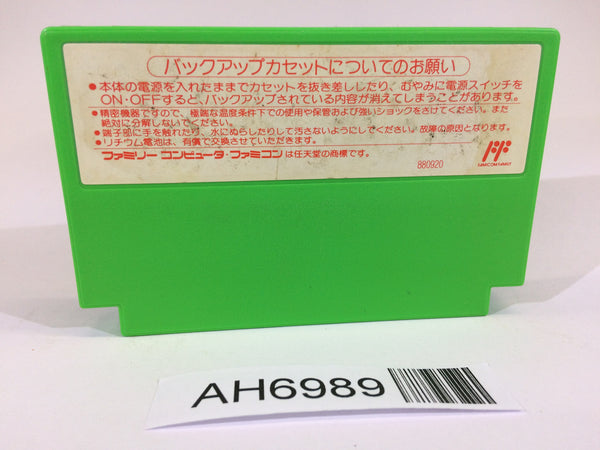 バックアップカセットについてのお願い
●本体の電源を入れたままでカセットを抜き差ししたり、むやみに電源スイッチを
ON・OFFすると、バックアップされている内容が消えてしまうことがあります。
●精密機器ですので、極端な温度条件下での使用や保管および強いショックをさけてください。また
絶対に分解しないでください。
●端子部に手を触れたり、水にぬらしたりして汚さないようにしてください。故障の原因となります。
●リチウム電池は、有償で交換させていただきます。
ファミリー コンピュータ・ファミコン は任天堂の商標です。
880920
FAMICOM FAMILY
AH6989